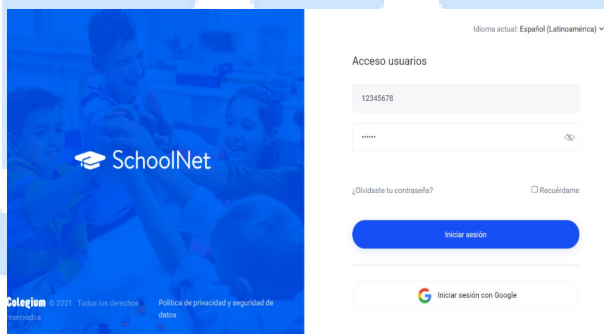 Idioma actual: Español (Latinoamérica)
Acceso usuarios
12345678
······
¿Olvidaste tu contraseña?
Recuérdame
Iniciar sesión
Iniciar sesión con Google
SchoolNet
Colegium © 2021 Todos los derechos
reservados
Política de privacidad y seguridad de
datos